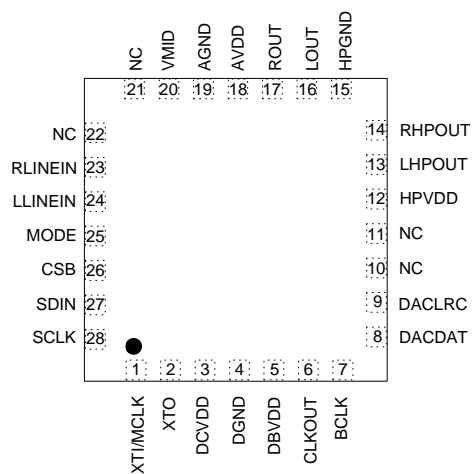 NC
VMID
AGND
AVDD
ROUT
LOUT
HPGND
21
20
19
18
17
16
15
NC 22
RLINEIN 23
LLINEIN 24
MODE 25
CSB 26
SDIN 27
SCLK 28
14 RHPOUT
13 LHPOUT
12 HPVDD
11 NC
10 NC
9 DACLRC
8 DACDAT
1
2
3
4
5
6
7
XTI/MCLK
XTO
DCVDD
DGND
DBVDD
CLKOUT
BCLK